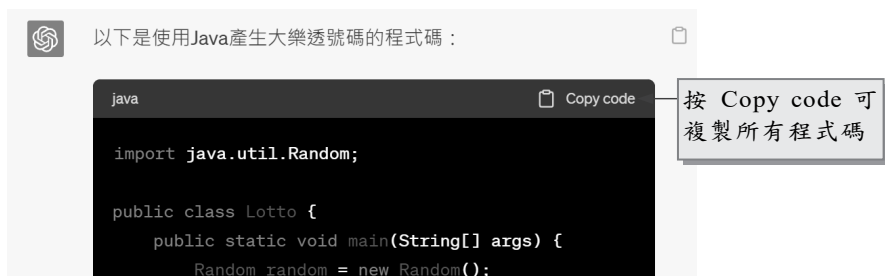 以下是使用Java產生大樂透號碼的程式碼：
java
Copy code
按 Copy code 可
複製所有程式碼
import java.util.Random;
public class Lotto {
public static void main(String[] args) {
Random random = new Random();